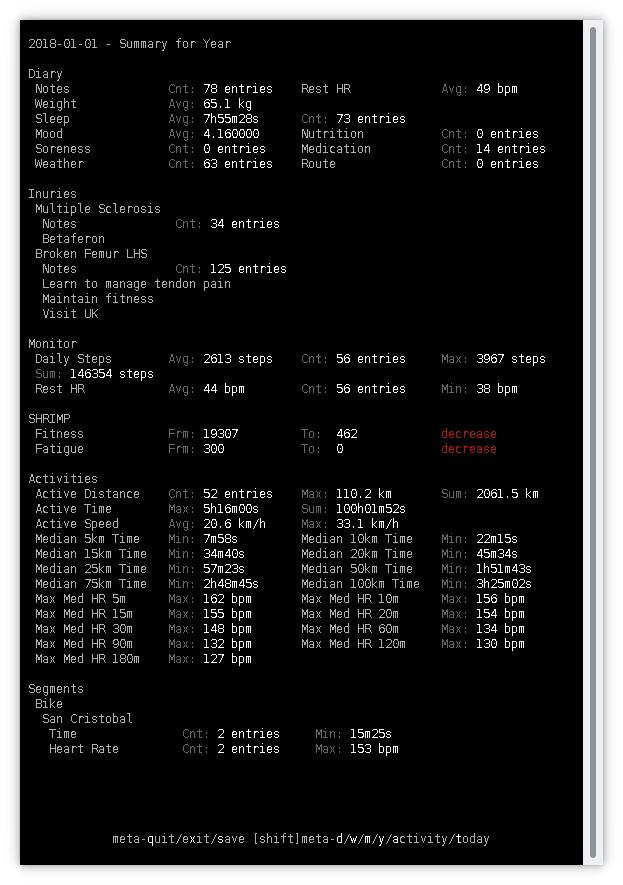 2018-01-01 - Summary for Year
Diary
Notes Cnt: 78 entries Rest HR Avg: 49 bpm
Weight Avg: 65.1 kg
Sleep Avg: 7h55m28s Cnt: 73 entries
Mood Avg: 4.160000 Nutrition Cnt: 0 entries
Soreness Cnt: 0 entries Medication Cnt: 14 entries
Weather Cnt: 63 entries Route Cnt: 0 entries
Inuries
Multiple Sclerosis
Notes Cnt: 34 entries
Betaferon
Broken Femur LHS
Notes Cnt: 125 entries
Learn to manage tendon pain
Maintain fitness
Visit UK
Monitor
Daily Steps Avg: 2613 steps Cnt: 56 entries Max: 3967 steps
Sum: 146354 steps
Rest HR Avg: 44 bpm Cnt: 56 entries Min: 38 bpm
SHRIMP
Fitness Frm: 19307 To: 462 decrease
Fatigue Frm: 300 To: 0 decrease
Activities
Active Distance Cnt: 52 entries Max: 110.2 km Sum: 2061.5 km
Active Time Max: 5h16m00s Sum: 100h01m52s
Active Speed Avg: 20.6 km/h Max: 33.1 km/h
Median 5km Time Min: 7m58s Median 10km Time Min: 22m15s
Median 15km Time Min: 34m40s Median 20km Time Min: 45m34s
Median 25km Time Min: 57m23s Median 50km Time Min: 1h51m43s
Median 75km Time Min: 2h48m45s Median 100km Time Min: 3h25m02s
Max Med HR 5m Max: 162 bpm Max Med HR 10m Max: 156 bpm
Max Med HR 15m Max: 155 bpm Max Med HR 20m Max: 154 bpm
Max Med HR 30m Max: 148 bpm Max Med HR 60m Max: 134 bpm
Max Med HR 90m Max: 132 bpm Max Med HR 120m Max: 130 bpm
Max Med HR 180m Max: 127 bpm
Segments
Bike
San Cristobal
Time Cnt: 2 entries Min: 15m25s
Heart Rate Cnt: 2 entries Max: 153 bpm
meta-quit/exit/save [shift]meta-d/w/m/y/activity/today